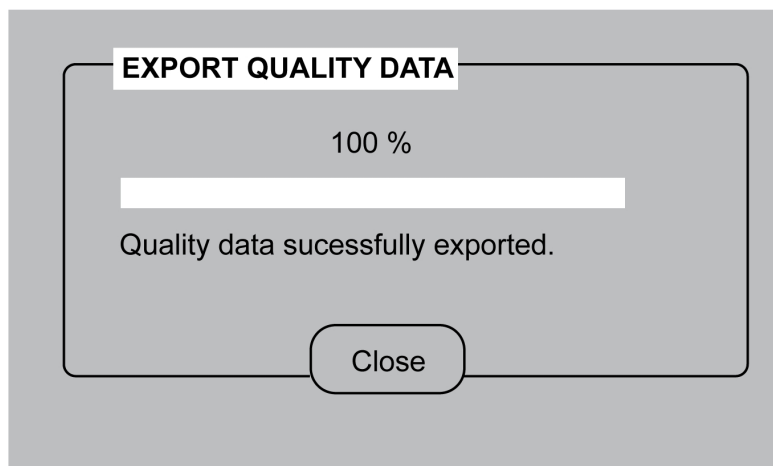 EXPORT QUALITY DATA
100 %
Quality data sucessfully exported.
Close